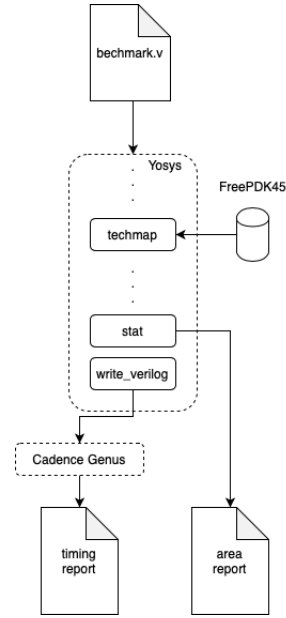 bechmark.v
Yosys
FreePDK45
techmap
stat
write_verilog
Cadence Genus
timing
report
area
report